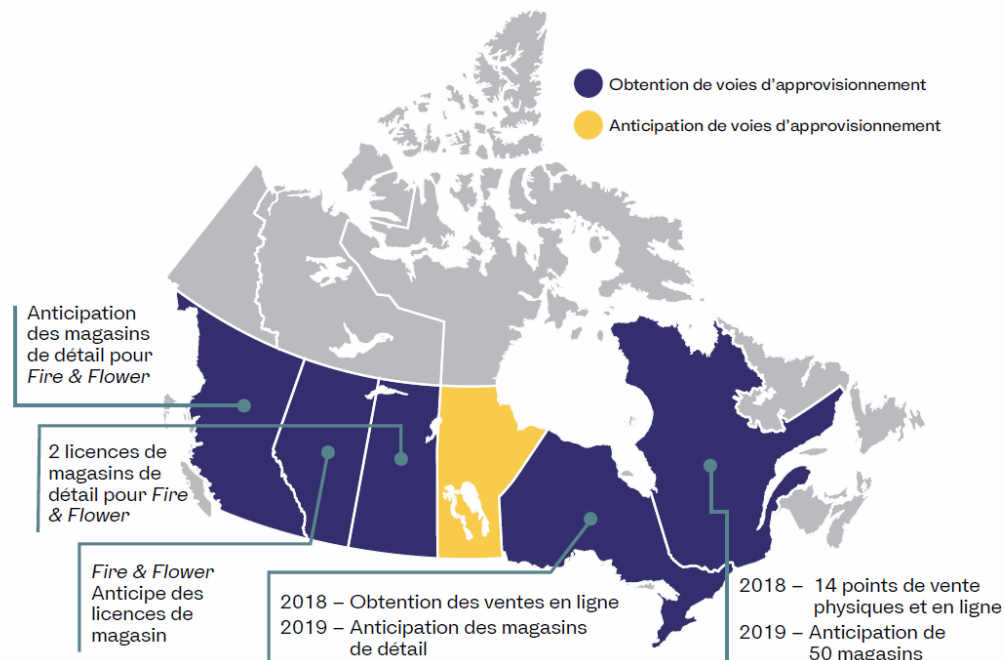 Obtention de voies d'approvisionnement
Anticipation de voies d'approvisionnement
Anticipation
des magasins
de détail pour
Fire & Flower
2 licences de
magasins de
détail pour Fire
& Flower
Fire & Flower
Anticipe des
licences de
magasin
2018 – Obtention des ventes en ligne
2019 – Anticipation des magasins
de détail
2018 – 14 points de vente
physiques et en ligne
2019 – Anticipation de
50 magasins